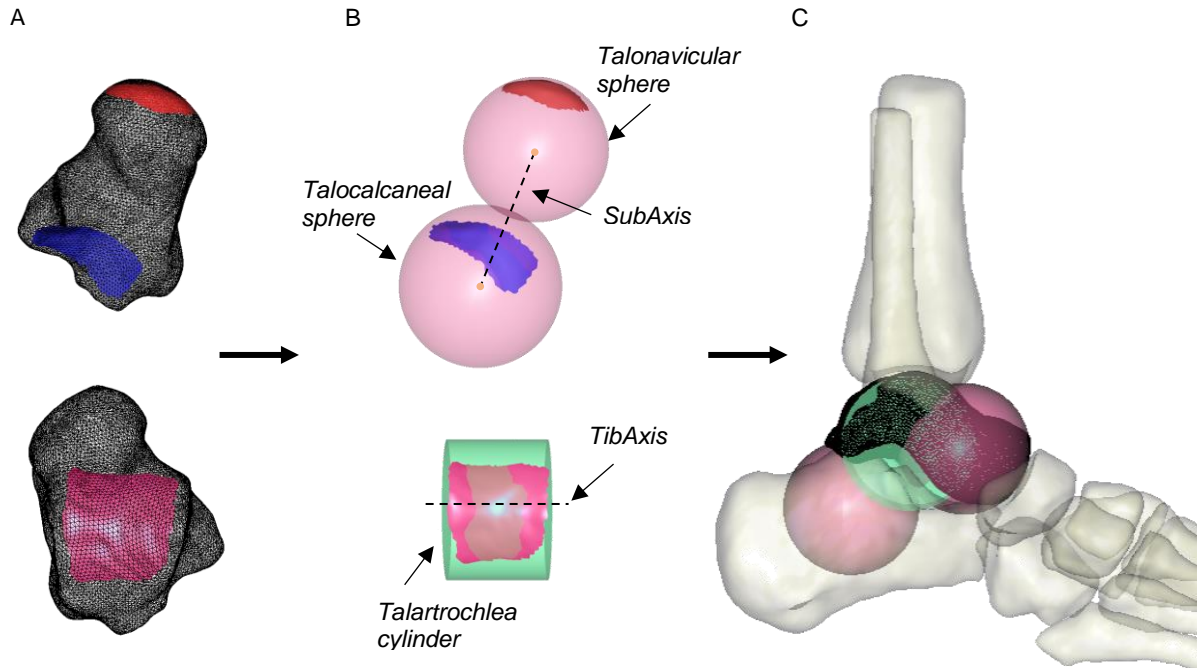 A
B
C
Talonavicular
sphere
Talocalcaneal
sphere
SubAxis
TibAxis
Talartrochlea
cylinder